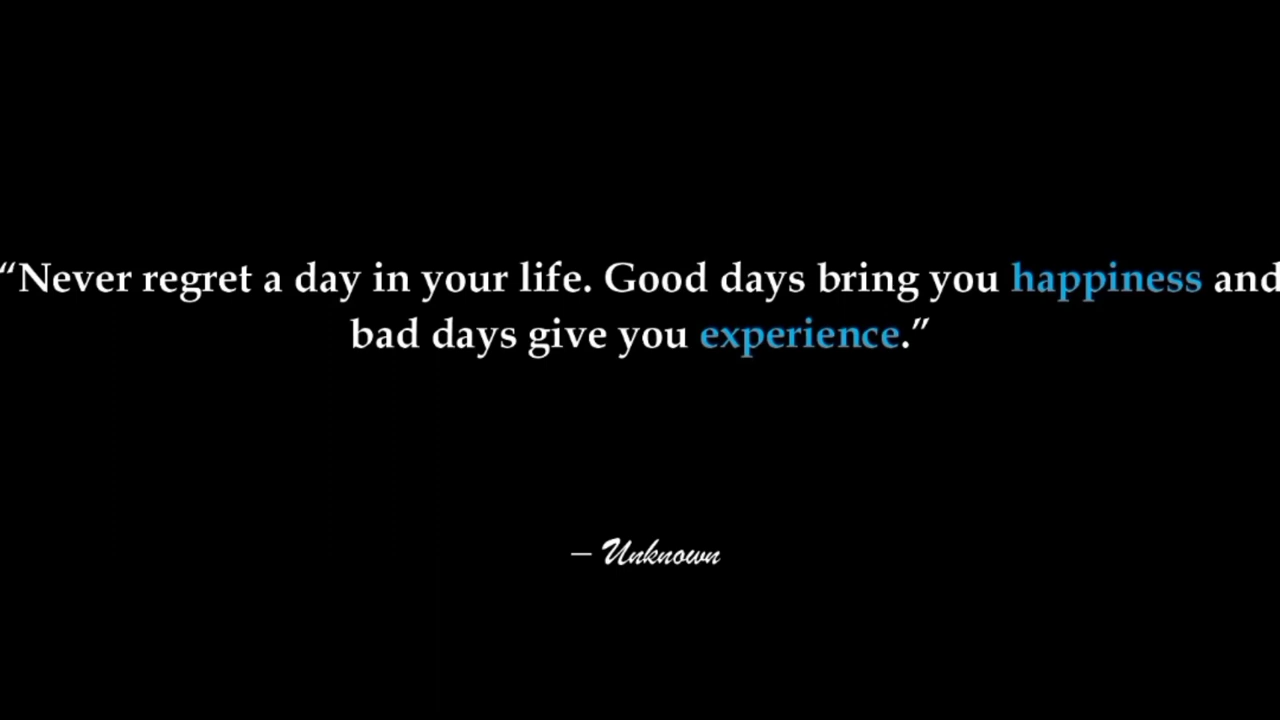 “Never regret a day in your life. Good days bring you happiness and
bad days give you experience.”
– Unknown